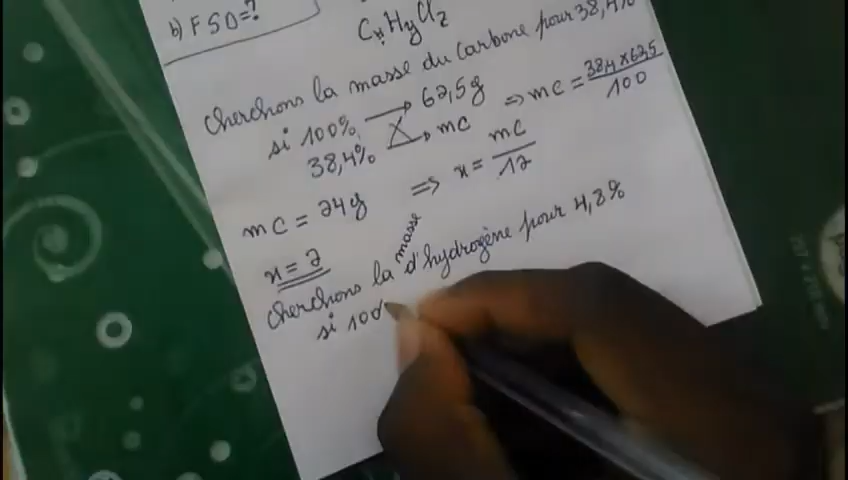 b) FSD=?
CxHyClz
Cherchons la masse du Carbone pour 38,4%
si 100% → 62,5g
38,4% → mC ⇒ mC = 38,4 x 62,5 / 100
mC = 24g ⇒ x = mC / 12
x = 2
Cherchons la masse d'hydrogène pour 4,8%
si 100